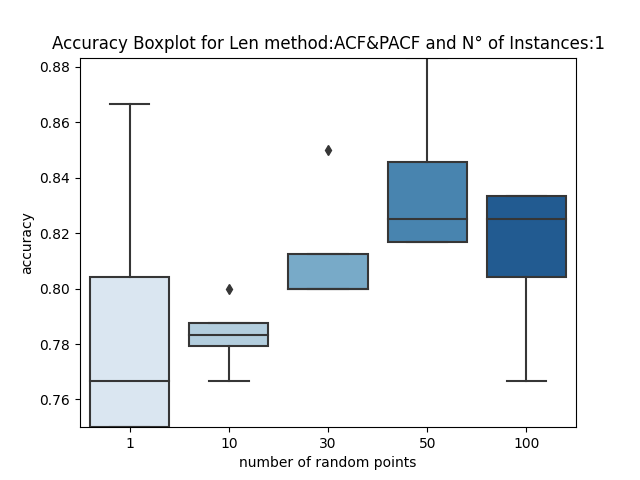 Accuracy Boxplot for Len method:ACF&PACF and N° of Instances:1
0.88
0.86
0.84
0.82
0.80
0.78
0.76
accuracy
1 10 30 50 100
number of random points